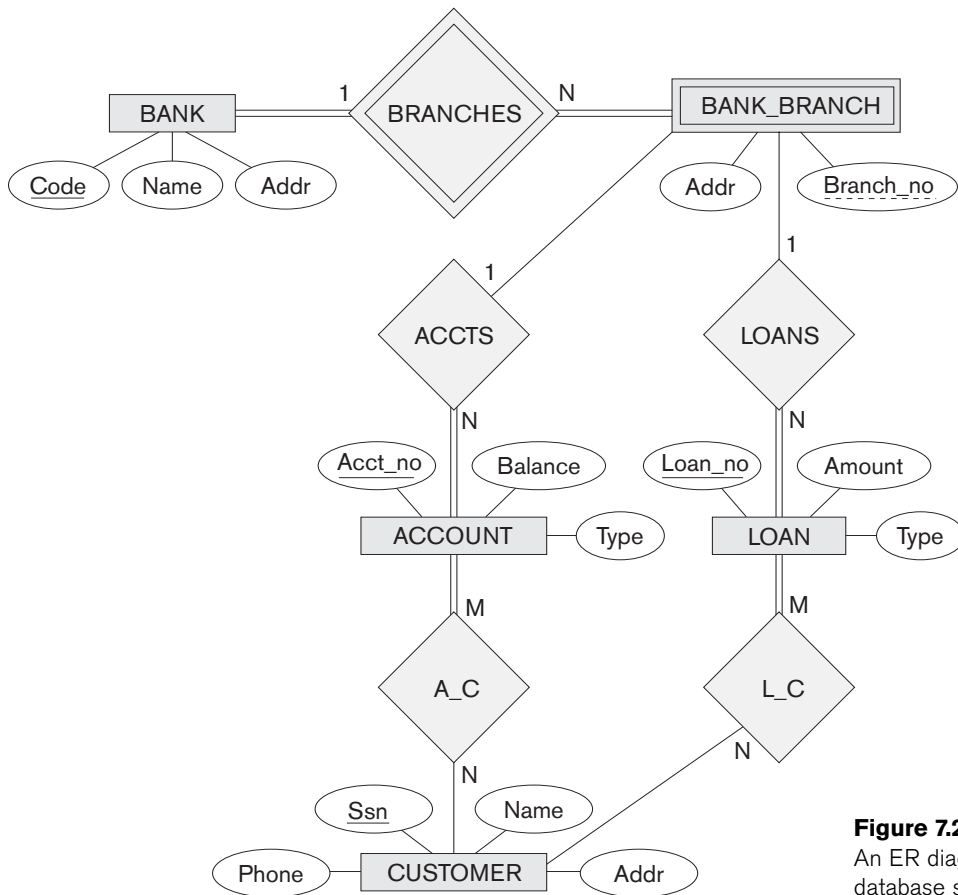 1
N
BANK
BRANCHES
BANK_BRANCH
Code
Name
Addr
Addr
Branch_no
1
1
ACCTS
LOANS
N
N
Acct_no
Balance
Loan_no
Amount
ACCOUNT
Type
LOAN
Type
M
M
A_C
L_C
N
N
Ssn
Name
Phone
CUSTOMER
Addr
Figure 7.2
An ER diag
database s